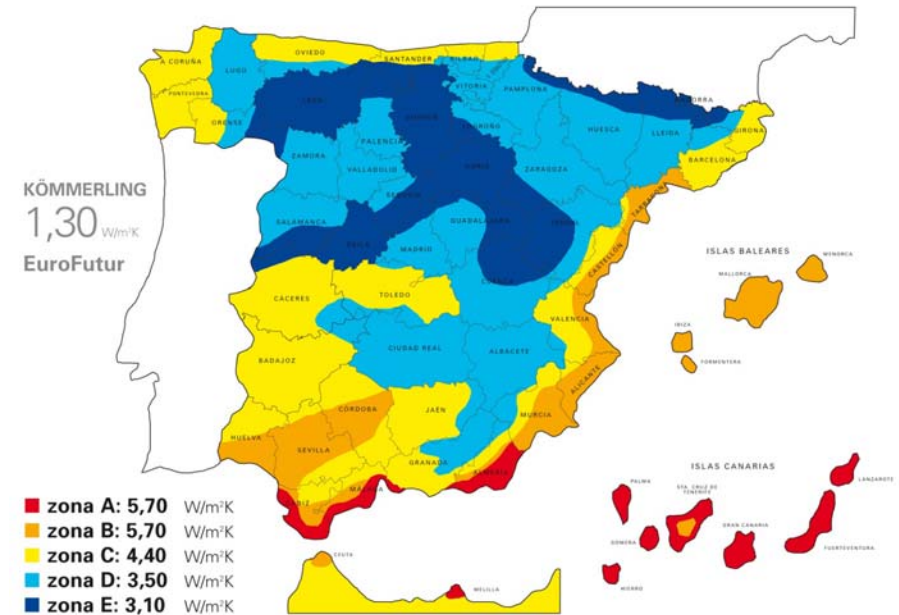 A CORUÑA
LUGO
OVIEDO
SANTANDER
BILBAO
PONTEVEDRA
ORENSE
LEÓN
VITORIA
PAMPLONA
ANDORRA
BURGOS
LOGROÑO
HUESCA
LLEIDA
GIRONA
BARCELONA
ZAMORA
PALENCIA
VALLADOLID
SORIA
ZARAGOZA
TARRAGONA
SEGOVIA
SALAMANCA
GUADALAJARA
TERUEL
ÁVILA
MADRID
CASTELLÓN
CUENCA
CÁCERES
TOLEDO
VALENCIA
BADAJOZ
CIUDAD REAL
ALBACETE
ALICANTE
CÓRDOBA
JAÉN
MURCIA
HUELVA
SEVILLA
GRANADA
ALMERÍA
MÁLAGA
CÁDIZ
CEUTA
MELILLA
KÖMMERLING
1,30 W/m²K
EuroFutur
ISLAS BALEARES
MENORCA
MALLORCA
IBIZA
FORMENTERA
ISLAS CANARIAS
PALMA
STA. CRUZ DE
TENERIFE
LANZAROTE
GOMERA
GRAN CANARIA
FUERTEVENTURA
HIERRO
zona A: 5,70 W/m²K
zona B: 5,70 W/m²K
zona C: 4,40 W/m²K
zona D: 3,50 W/m²K
zona E: 3,10 W/m²K